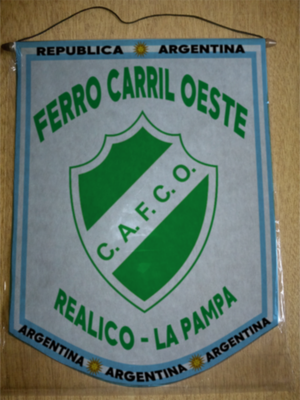 REPUBLICA ARGENTINA
FERRO CARRIL OESTE
C. A. F. C. O.
REALICO - LA PAMPA
ARGENTINA ARGENTINA ARGENTINA